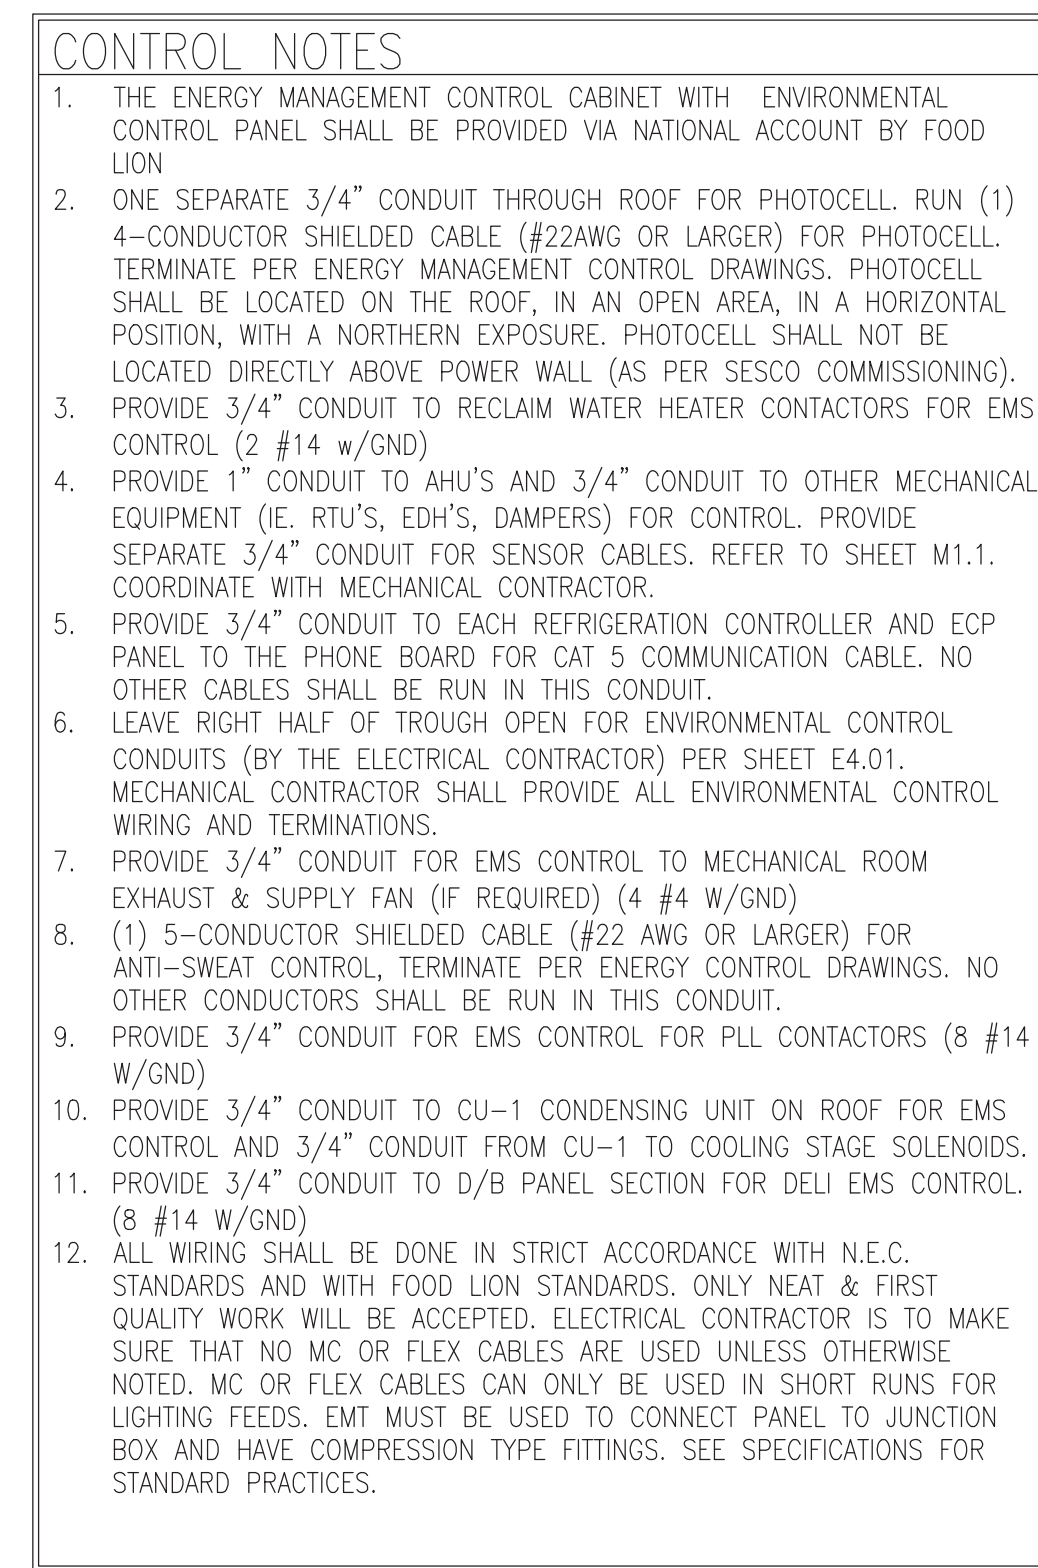 CONTROL NOTES
1. THE ENERGY MANAGEMENT CONTROL CABINET WITH ENVIRONMENTAL
CONTROL PANEL SHALL BE PROVIDED VIA NATIONAL ACCOUNT BY FOOD
LION
2. ONE SEPARATE 3/4" CONDUIT THROUGH ROOF FOR PHOTOCELL. RUN (1)
4-CONDUCTOR SHIELDED CABLE (#22AWG OR LARGER) FOR PHOTOCELL.
TERMINATE PER ENERGY MANAGEMENT CONTROL DRAWINGS. PHOTOCELL
SHALL BE LOCATED ON THE ROOF, IN AN OPEN AREA, IN A HORIZONTAL
POSITION, WITH A NORTHERN EXPOSURE. PHOTOCELL SHALL NOT BE
LOCATED DIRECTLY ABOVE POWER WALL (AS PER SESCO COMMISSIONING).
3. PROVIDE 3/4" CONDUIT TO RECLAIM WATER HEATER CONTACTORS FOR EMS
CONTROL (2 #14 w/GND)
4. PROVIDE 1" CONDUIT TO AHU'S AND 3/4" CONDUIT TO OTHER MECHANICAL
EQUIPMENT (IE. RTU'S, EDH'S, DAMPERS) FOR CONTROL. PROVIDE
SEPARATE 3/4" CONDUIT FOR SENSOR CABLES. REFER TO SHEET M1.1.
COORDINATE WITH MECHANICAL CONTRACTOR.
5. PROVIDE 3/4" CONDUIT TO EACH REFRIGERATION CONTROLLER AND ECP
PANEL TO THE PHONE BOARD FOR CAT 5 COMMUNICATION CABLE. NO
OTHER CABLES SHALL BE RUN IN THIS CONDUIT.
6. LEAVE RIGHT HALF OF TROUGH OPEN FOR ENVIRONMENTAL CONTROL
CONDUITS (BY THE ELECTRICAL CONTRACTOR) PER SHEET E4.01.
MECHANICAL CONTRACTOR SHALL PROVIDE ALL ENVIRONMENTAL CONTROL
WIRING AND TERMINATIONS.
7. PROVIDE 3/4" CONDUIT FOR EMS CONTROL TO MECHANICAL ROOM
EXHAUST & SUPPLY FAN (IF REQUIRED) (4 #4 W/GND)
8. (1) 5-CONDUCTOR SHIELDED CABLE (#22 AWG OR LARGER) FOR
ANTI-SWEAT CONTROL, TERMINATE PER ENERGY CONTROL DRAWINGS. NO
OTHER CONDUCTORS SHALL BE RUN IN THIS CONDUIT.
9. PROVIDE 3/4" CONDUIT FOR EMS CONTROL FOR PLL CONTACTORS (8 #14
W/GND)
10. PROVIDE 3/4" CONDUIT TO CU-1 CONDENSING UNIT ON ROOF FOR EMS
CONTROL AND 3/4" CONDUIT FROM CU-1 TO COOLING STAGE SOLENOIDS.
11. PROVIDE 3/4" CONDUIT TO D/B PANEL SECTION FOR DELI EMS CONTROL.
(8 #14 W/GND)
12. ALL WIRING SHALL BE DONE IN STRICT ACCORDANCE WITH N.E.C.
STANDARDS AND WITH FOOD LION STANDARDS. ONLY NEAT & FIRST
QUALITY WORK WILL BE ACCEPTED. ELECTRICAL CONTRACTOR IS TO MAKE
SURE THAT NO MC OR FLEX CABLES ARE USED UNLESS OTHERWISE
NOTED. MC OR FLEX CABLES CAN ONLY BE USED IN SHORT RUNS FOR
LIGHTING FEEDS. EMT MUST BE USED TO CONNECT PANEL TO JUNCTION
BOX AND HAVE COMPRESSION TYPE FITTINGS. SEE SPECIFICATIONS FOR
STANDARD PRACTICES.